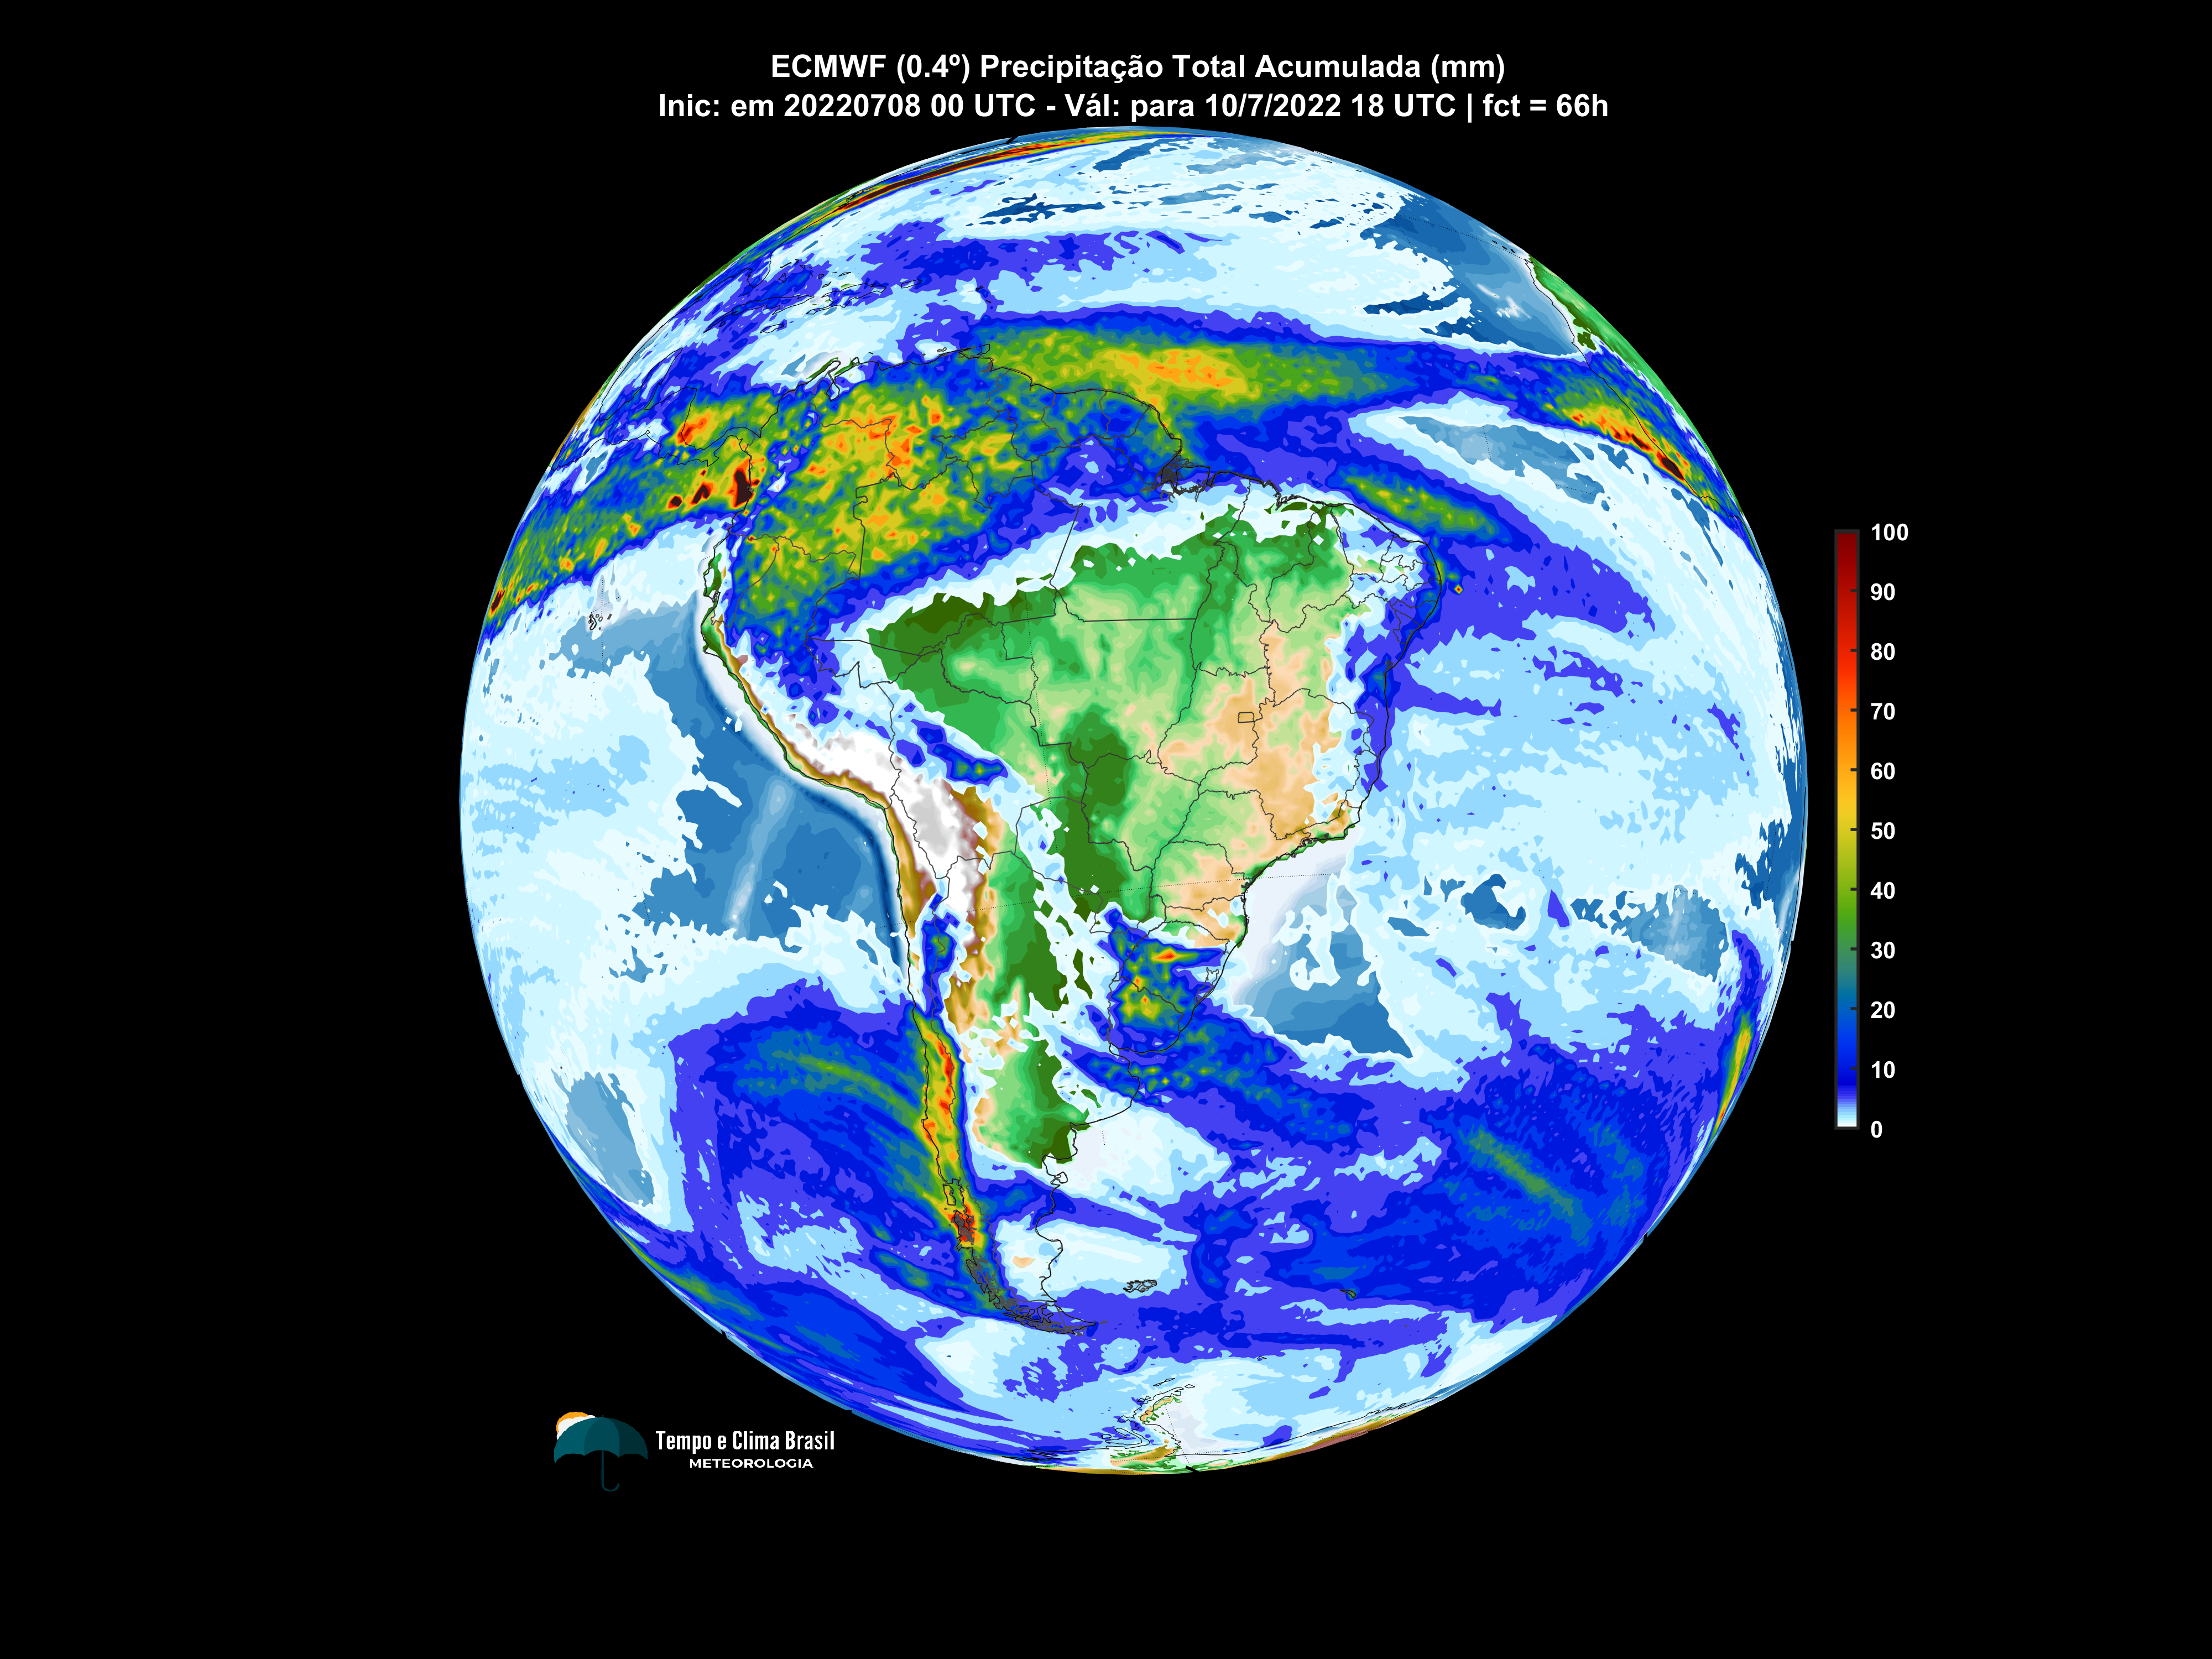 ECMWF (0.4º) Precipitação Total Acumulada (mm)
Inic: em 20220708 00 UTC - Vál: para 10/7/2022 18 UTC | fct = 66h
100
90
80
70
60
50
40
30
20
10
0
Tempo e Clima Brasil
METEOROLOGIA